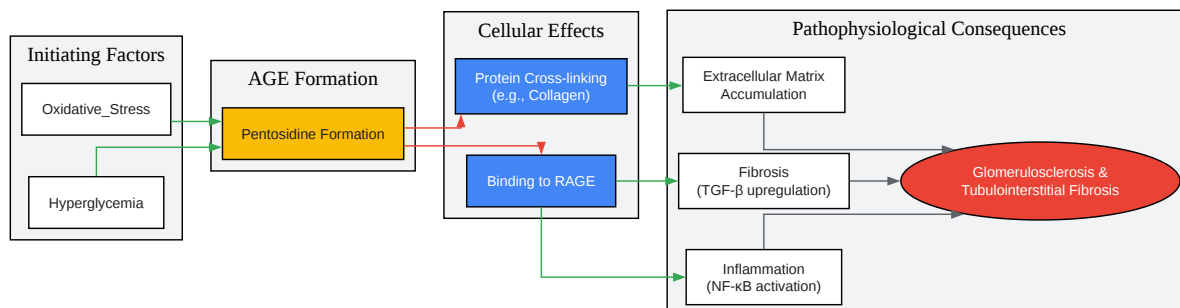 Initiating Factors
Oxidative_Stress
Hyperglycemia
AGE Formation
Pentosidine Formation
Cellular Effects
Protein Cross-linking
(e.g., Collagen)
Binding to RAGE
Pathophysiological Consequences
Extracellular Matrix
Accumulation
Fibrosis
(TGF-β upregulation)
Inflammation
(NF-κB activation)
Glomerulosclerosis &
Tubulointerstitial Fibrosis